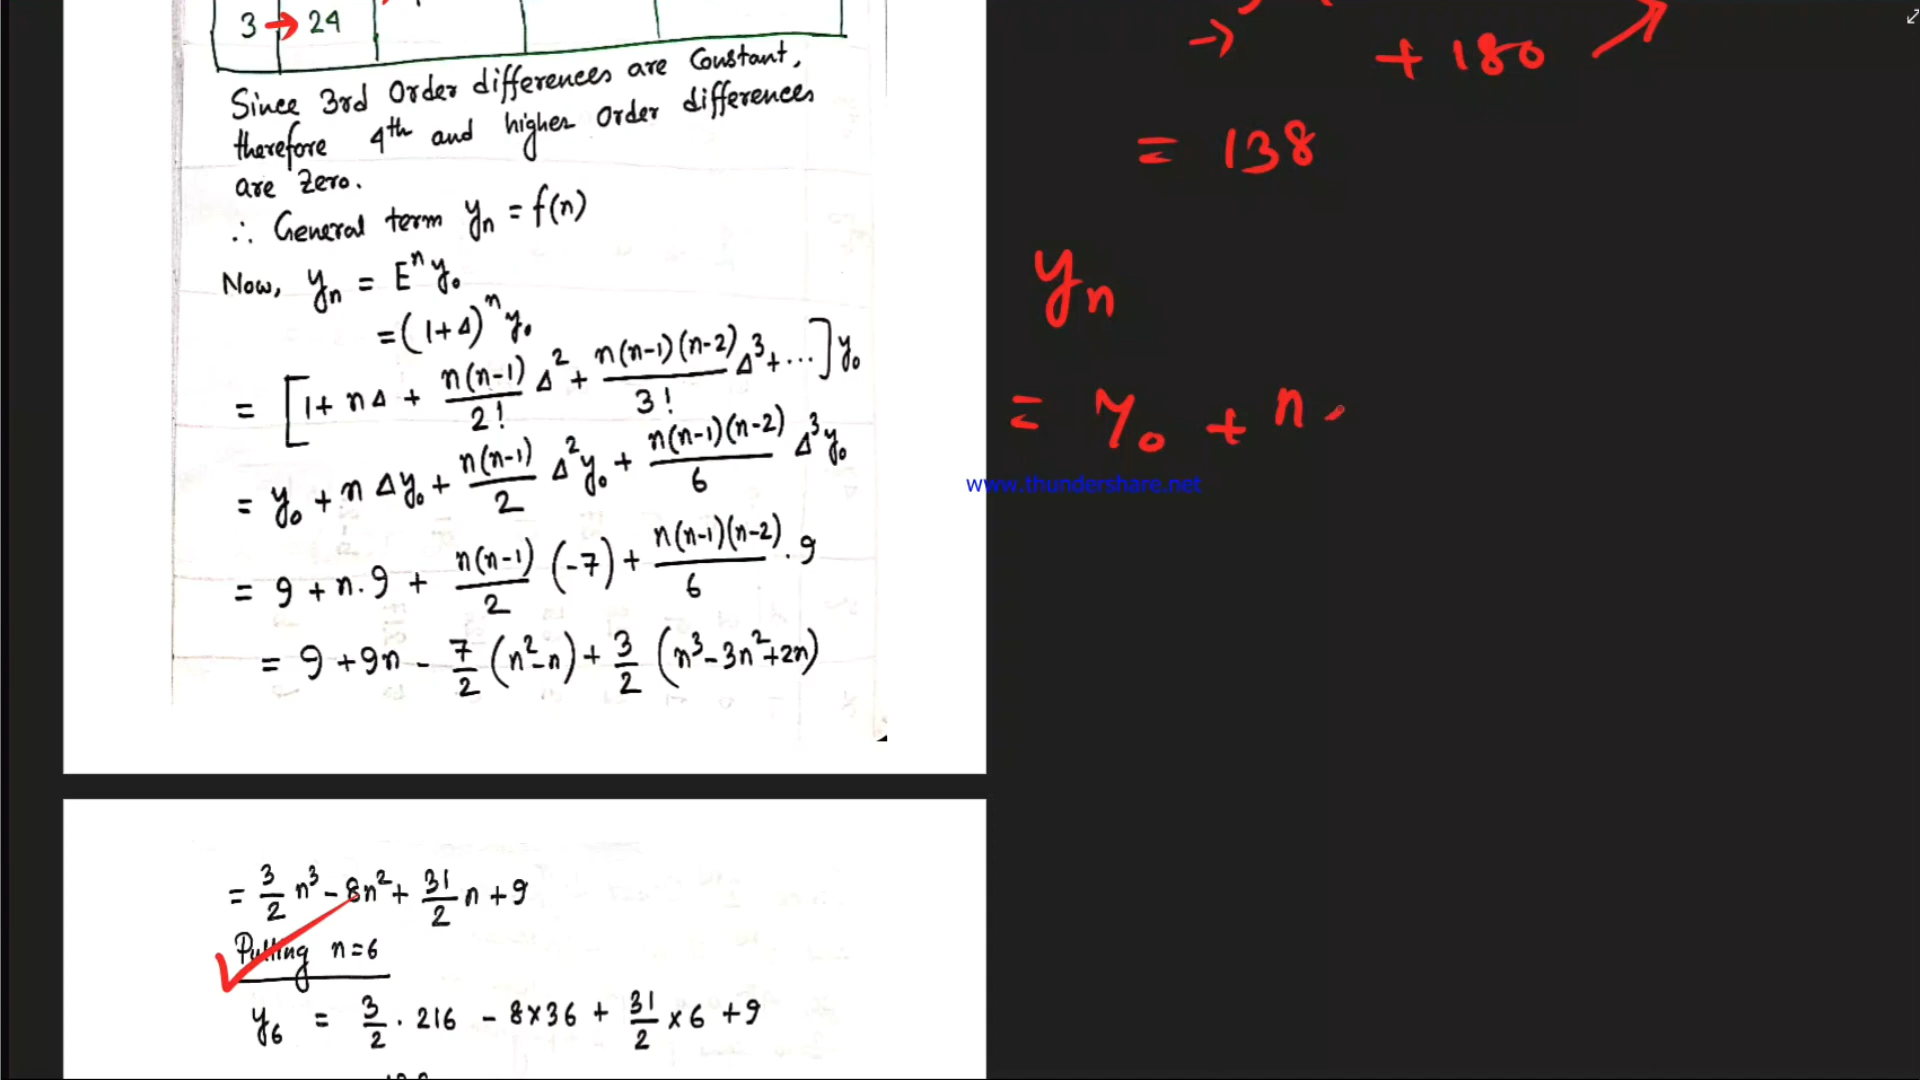 3 → 24
Since 3rd Order differences are Constant,
therefore 4th and higher Order differences
are Zero.
∴ General term yₙ = f(n)
Now, yₙ = Eⁿ y₀
= (1+Δ)ⁿ y₀
= [1 + nΔ + n(n-1)/2! Δ² + n(n-1)(n-2)/3! Δ³ + ...] y₀
= y₀ + n Δy₀ + n(n-1)/2 Δ²y₀ + n(n-1)(n-2)/6 Δ³y₀
= 9 + n.9 + n(n-1)/2 (-7) + n(n-1)(n-2)/6 . 9
= 9 + 9n - 7/2 (n²-n) + 3/2 (n³-3n²+2n)
= 3/2 n³ - 8n² + 31/2 n + 9
Putting n=6
y₆ = 3/2 . 216 - 8×36 + 31/2 × 6 + 9
→ + 180
= 138
yₙ
= y₀ + n
www.thundershare.net